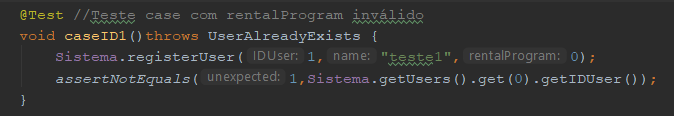 @Test //Teste case com rentalProgram inválido
void caseID1()throws UserAlreadyExists {
Sistema.registerUser( IDUser: 1, name: "teste1", rentalProgram: 0);
assertNotEquals( unexpected: 1,Sistema.getUsers().get(0).getIDUser());
}